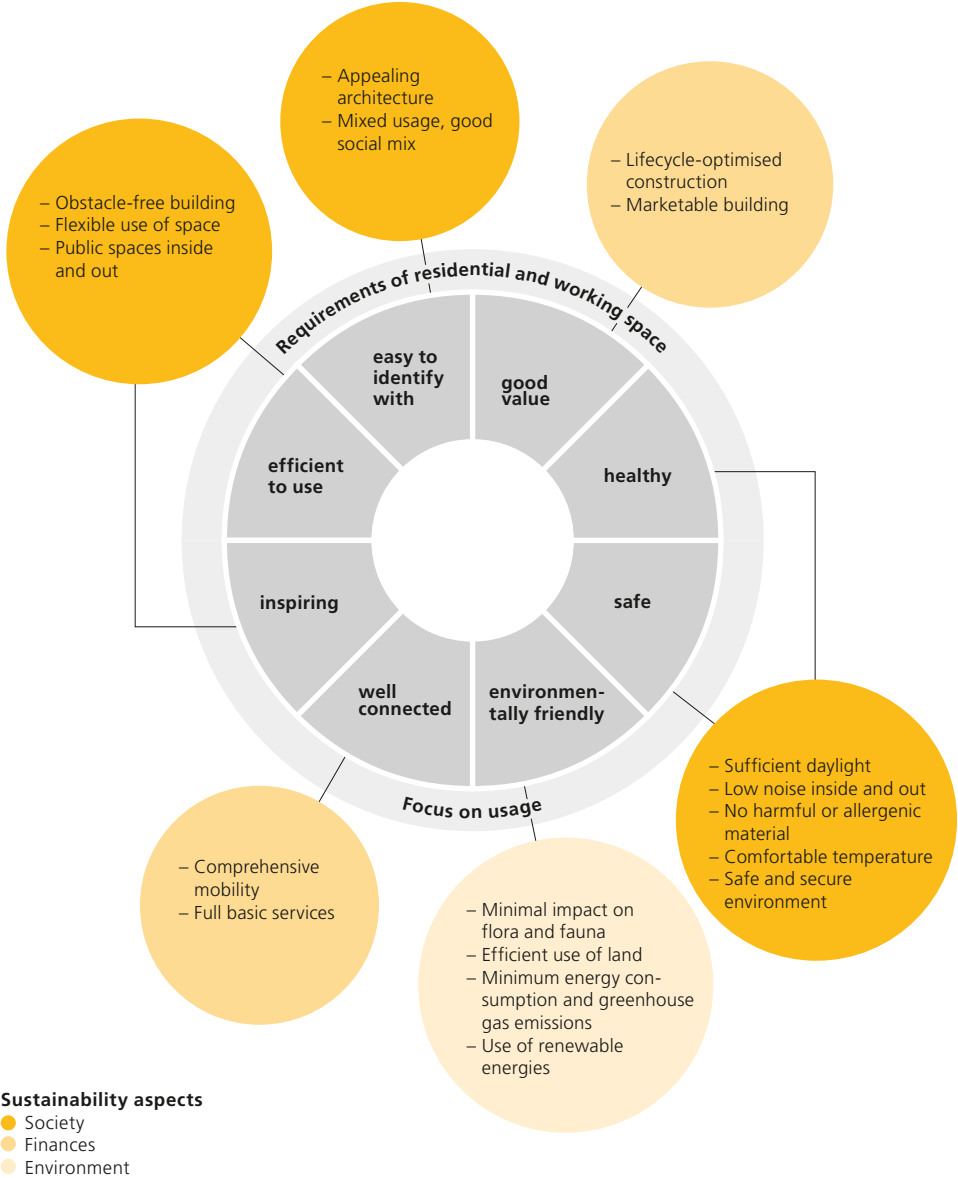 – Appealing
architecture
– Mixed usage, good
social mix
– Lifecycle-optimised
construction
– Marketable building
– Obstacle-free building
– Flexible use of space
– Public spaces inside
and out
Requirements of residential and working space
easy to
identify
with
good
value
efficient
to use
healthy
inspiring
safe
well
connected
environmen-
tally friendly
Focus on usage
– Sufficient daylight
– Low noise inside and out
– No harmful or allergenic
material
– Comfortable temperature
– Safe and secure
environment
– Comprehensive
mobility
– Full basic services
– Minimal impact on
flora and fauna
– Efficient use of land
– Minimum energy con-
sumption and greenhouse
gas emissions
– Use of renewable
energies
Sustainability aspects
Society
Finances
Environment